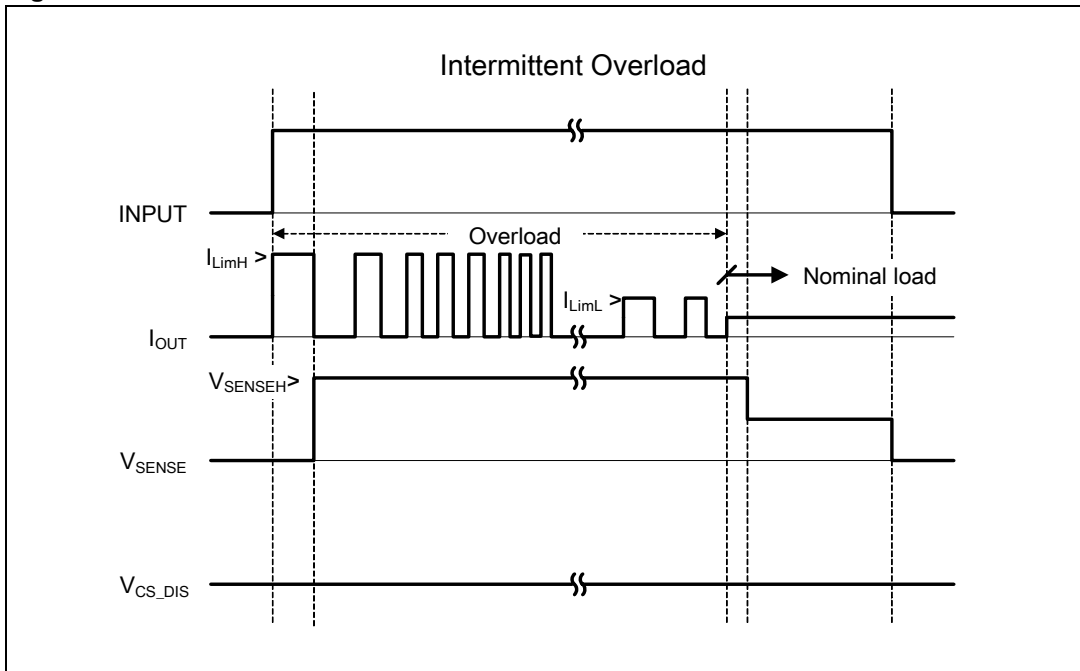 Intermittent Overload
INPUT
Overload
I_LimH >
Nominal load
I_LimL >
I_OUT
V_SENSEH>
V_SENSE
V_CS_DIS